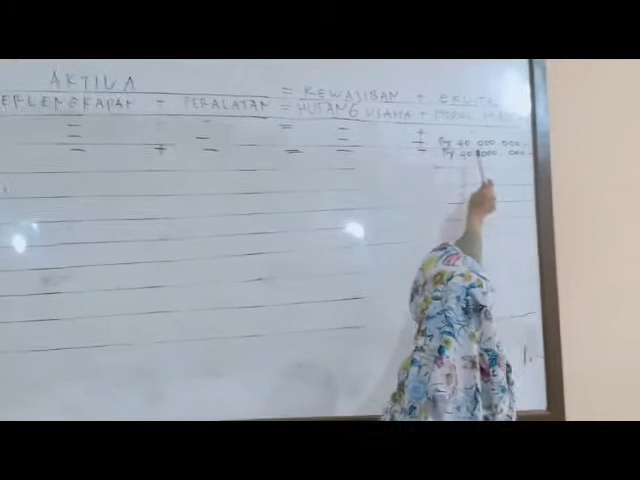 AKTIVA = KEWAJIBAN + EKUITAS
PERLENGKAPAN + PERALATAN = HUTANG USAHA + MODAL
= - - = +
- + - - - = Rp 40 000 000 -
Rp 40 000 000 -